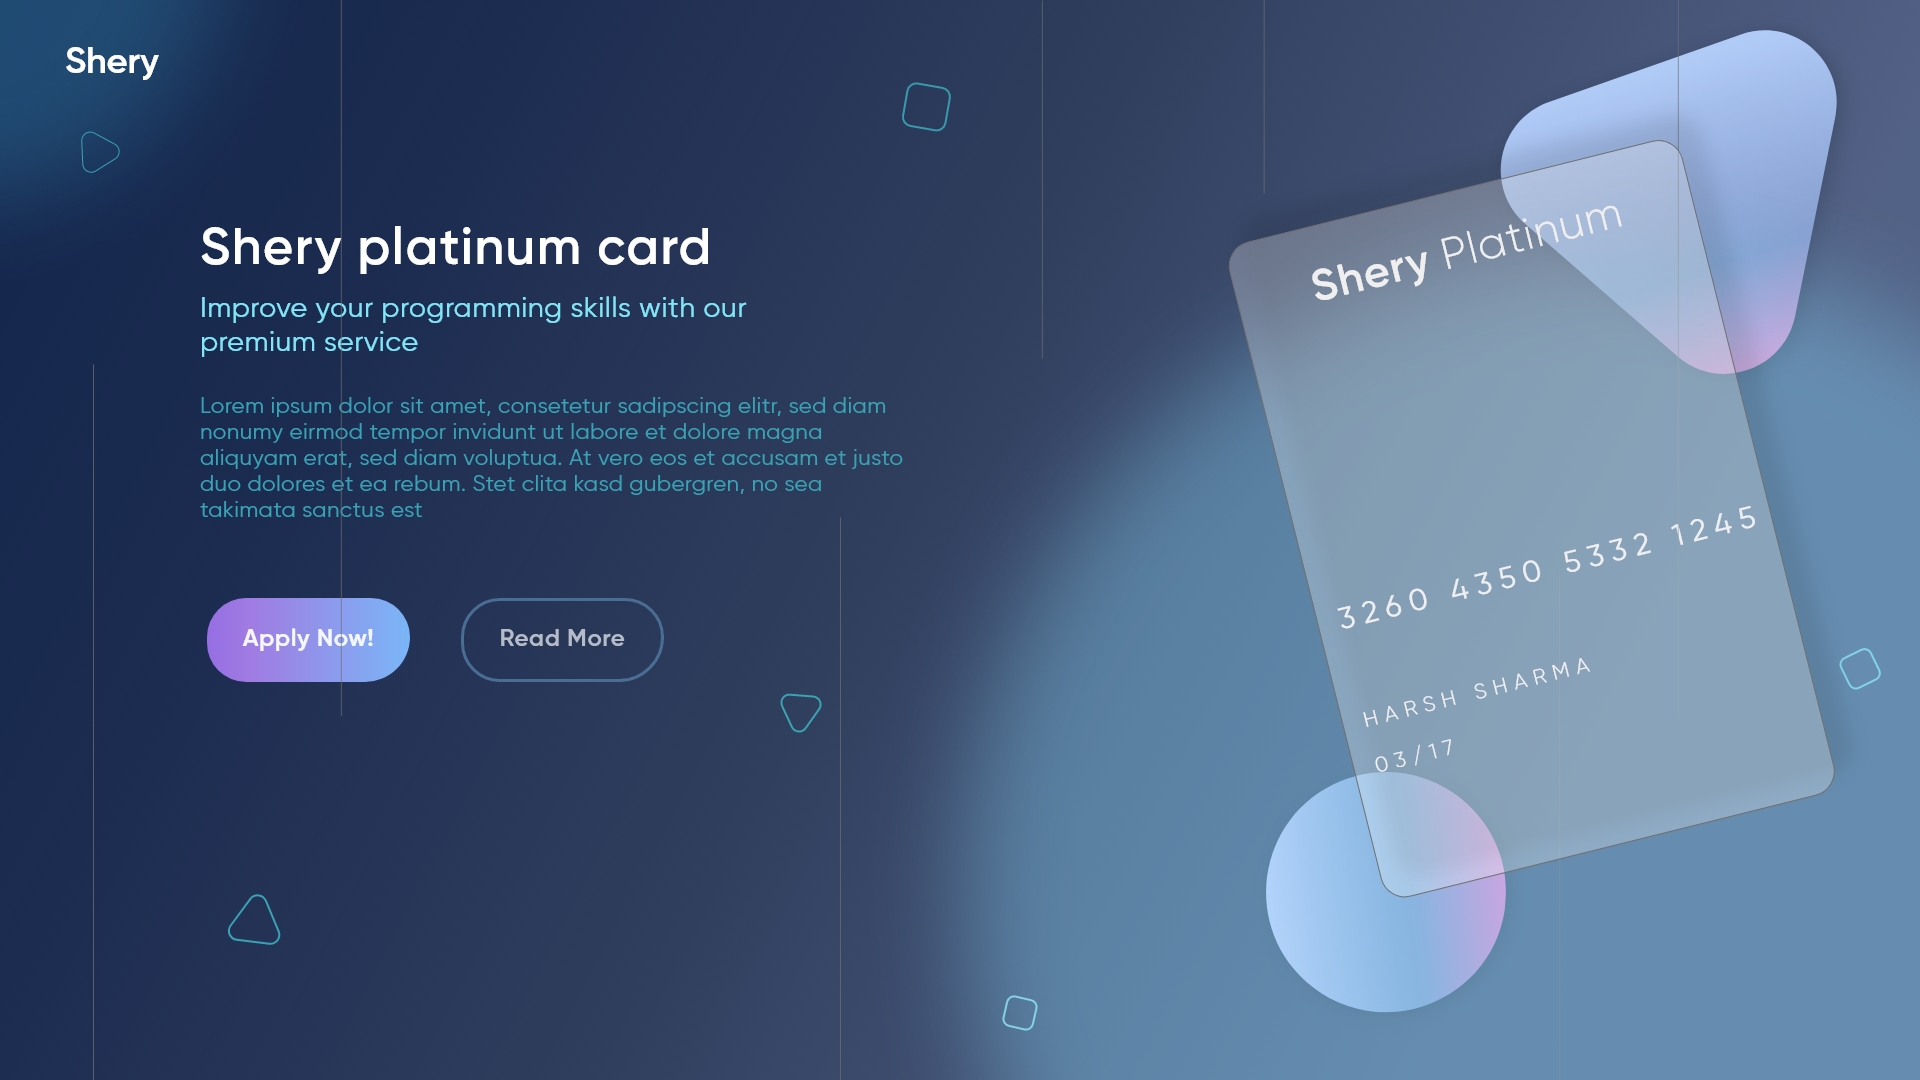 Shery
Shery platinum card
Improve your programming skills with our
premium service
Lorem ipsum dolor sit amet, consetetur sadipscing elitr, sed diam
nonumy eirmod tempor invidunt ut labore et dolore magna
aliquyam erat, sed diam voluptua. At vero eos et accusam et justo
duo dolores et ea rebum. Stet clita kasd gubergren, no sea
takimata sanctus est
Apply Now!
Read More
Shery Platinum
3260 4350 5332 1245
HARSH SHARMA
03/17